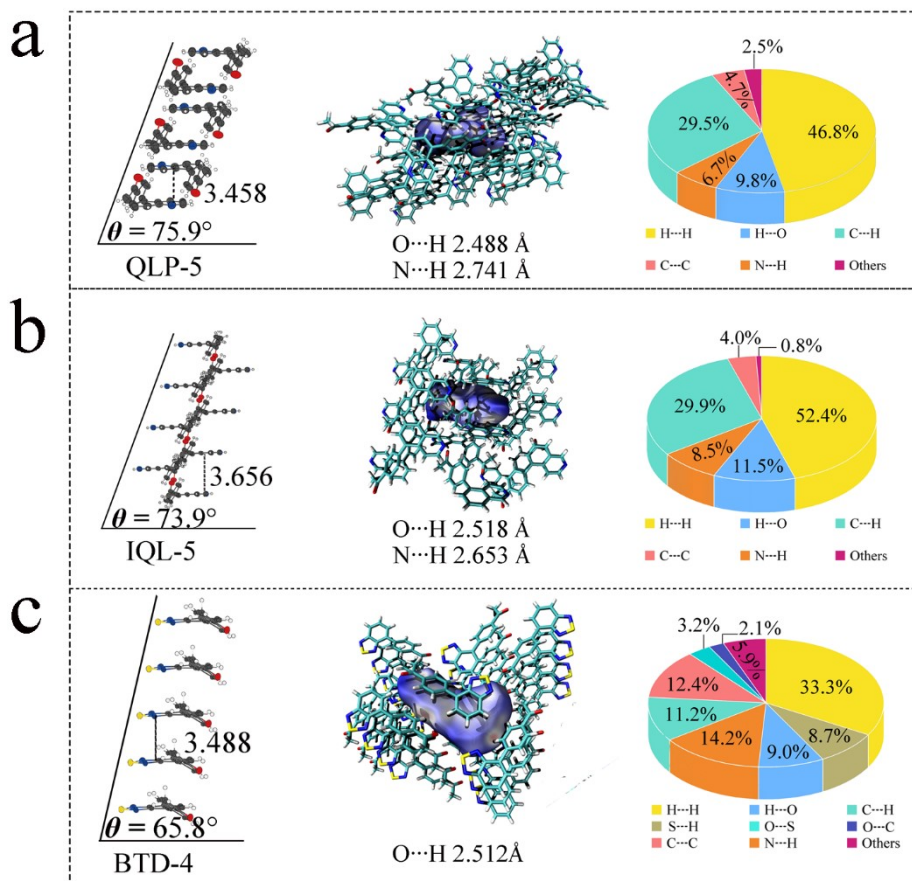 a
3.458
θ = 75.9°
QLP-5
O···H 2.488 Å
N···H 2.741 Å
2.5%
4.7%
29.5%
46.8%
6.7%
9.8%
H---H H---O C---H
C---C N---H Others
b
3.656
θ = 73.9°
IQL-5
O···H 2.518 Å
N···H 2.653 Å
4.0%
0.8%
29.9%
52.4%
8.5%
11.5%
H---H H---O C---H
C---C N---H Others
c
3.488
θ = 65.8°
BTD-4
O···H 2.512Å
3.2%
2.1%
5.9%
12.4%
33.3%
11.2%
14.2%
9.0%
8.7%
H---H H---O C---H
S---H O---S O---C
C---C N---H Others